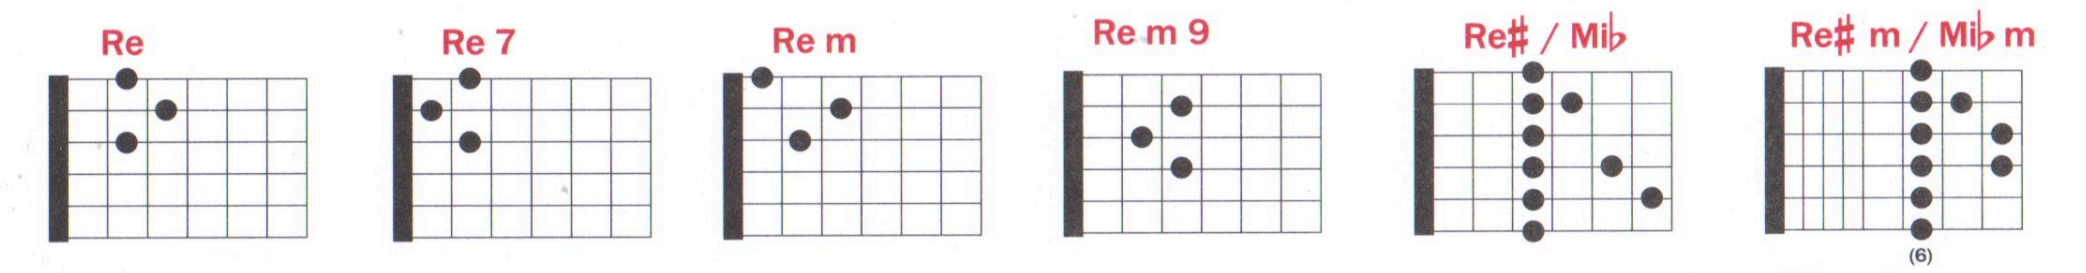 Re
Re 7
Re m
Re m 9
Re♯ / Mi♭
Re♯ m / Mi♭ m
(6)